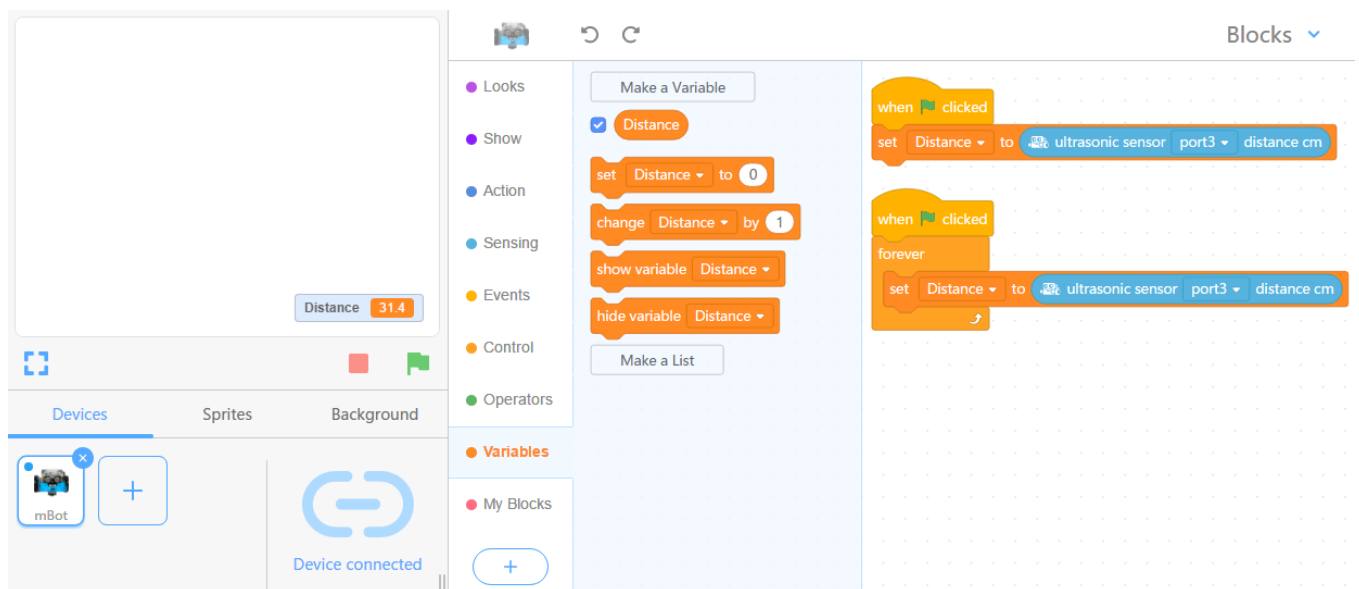 Blocks
Distance 31.4
Devices
Sprites
Background
mBot
Device connected
Looks
Show
Action
Sensing
Events
Control
Operators
Variables
My Blocks
Make a Variable
Distance
set Distance to 0
change Distance by 1
show variable Distance
hide variable Distance
Make a List
when clicked
set Distance to ultrasonic sensor port3 distance cm
when clicked
forever
set Distance to ultrasonic sensor port3 distance cm